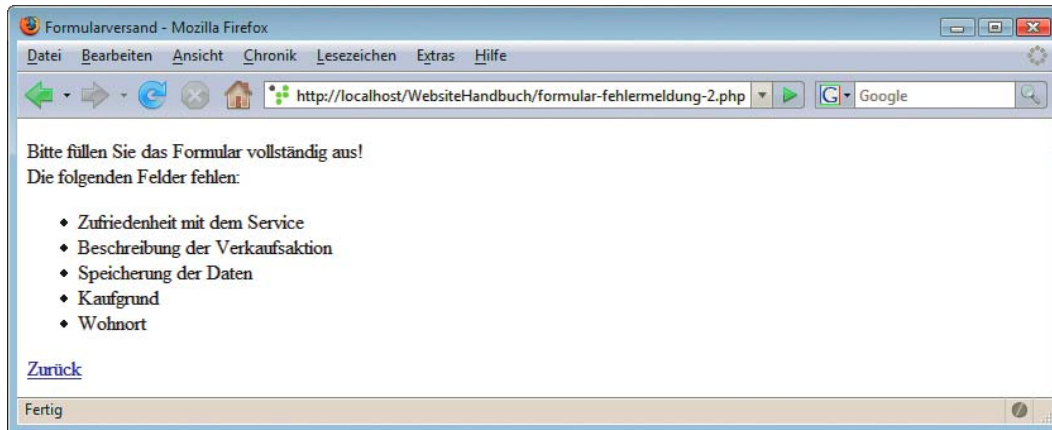 Formularversand - Mozilla Firefox
Datei Bearbeiten Ansicht Chronik Lesezeichen Extras Hilfe
http://localhost/WebsiteHandbuch/formular-fehlermeldung-2.php G Google
Bitte füllen Sie das Formular vollständig aus!
Die folgenden Felder fehlen:
• Zufriedenheit mit dem Service
• Beschreibung der Verkaufsaktion
• Speicherung der Daten
• Kaufgrund
• Wohnort
Zurück
Fertig